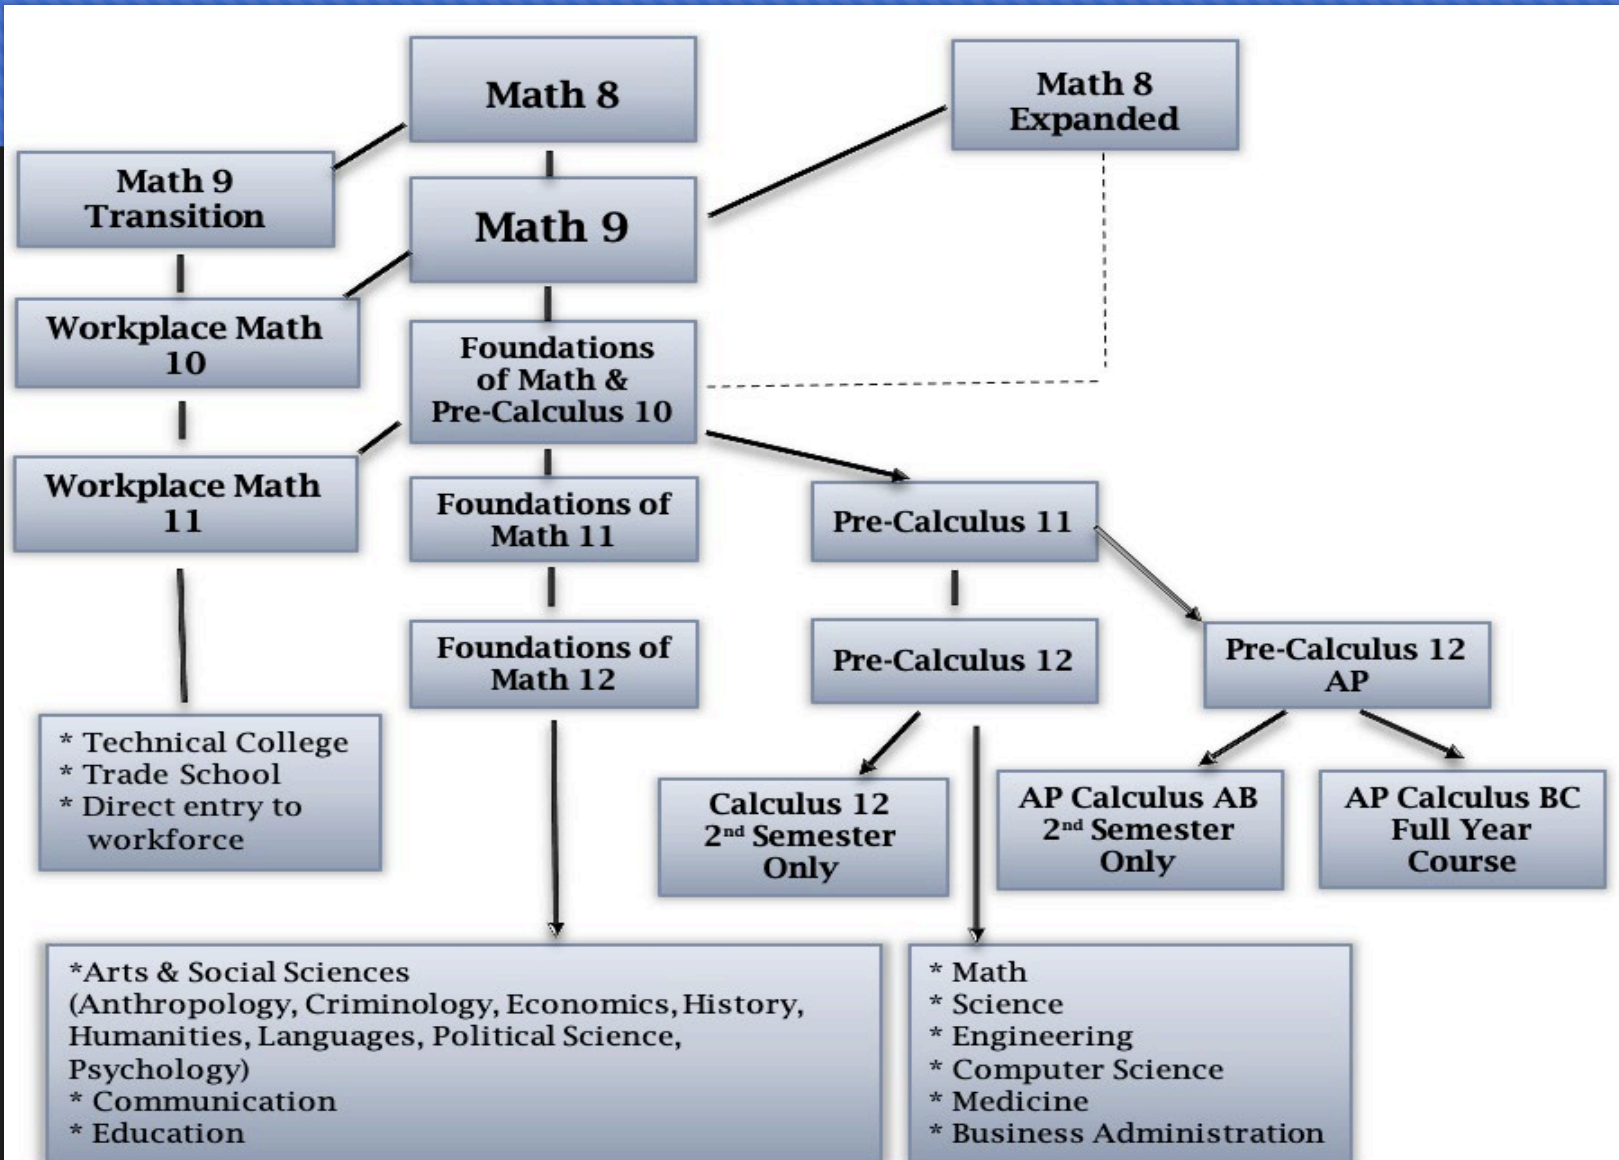 Math 8
Math 8
Expanded
Math 9
Transition
Math 9
Workplace Math
10
Foundations
of Math &
Pre-Calculus 10
Workplace Math
11
Foundations of
Math 11
Pre-Calculus 11
Foundations of
Math 12
Pre-Calculus 12
Pre-Calculus 12
AP
* Technical College
* Trade School
* Direct entry to
workforce
Calculus 12
2nd Semester
Only
AP Calculus AB
2nd Semester
Only
AP Calculus BC
Full Year
Course
*Arts & Social Sciences
(Anthropology, Criminology, Economics, History,
Humanities, Languages, Political Science,
Psychology)
* Communication
* Education
* Math
* Science
* Engineering
* Computer Science
* Medicine
* Business Administration